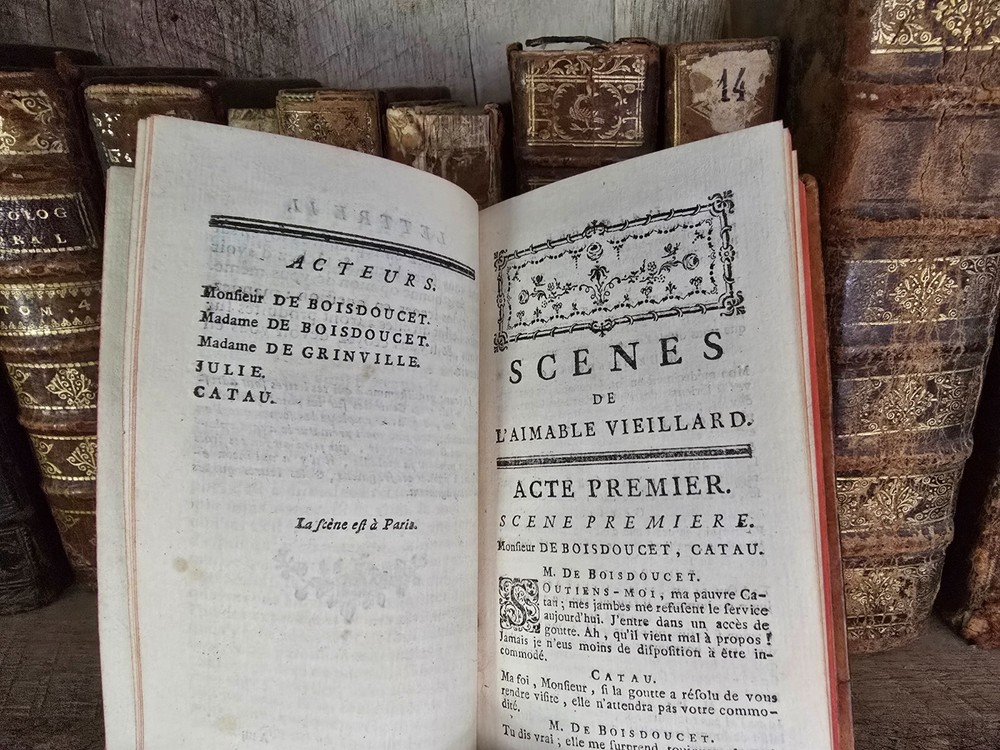 14
OLOG
RAL
TOM 4
ACTEURS.
Monsieur DE BOISDOUCET.
Madame DE BOISDOUCET.
Madame DE GRINVILLE.
JULIE.
CATAU.
La ſcène eſt à Paris.
SCENES
DE
L'AIMABLE VIEILLARD.
ACTE PREMIER.
SCENE PREMIERE.
Monſieur DE BOISDOUCET, CATAU.
M. DE BOISDOUCET.
SOUTIENS-MOI, ma pauvre Ca-
tau; mes jambes me refuſent le ſervice
aujourd'hui. J'entre dans un accès de
goutte. Ah, qu'il vient mal à propos!
Jamais je n'eus moins de diſpoſition à être in-
commodé.
CATAU.
Ma foi, Monſieur, ſi la goutte a réſolu de vous
rendre viſite, elle n'attendra pas votre commo-
dité.
M. DE BOISDOUCET.
Tu dis vrai; elle me ſurprend